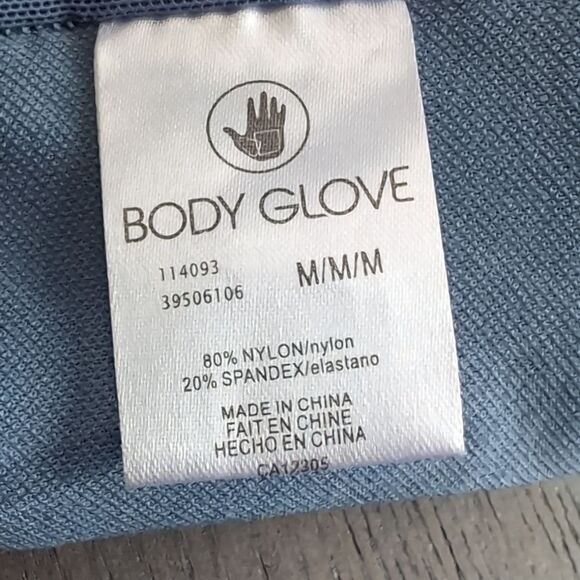 BODY GLOVE
114093
39506106
M/M/M
80% NYLON/nylon
20% SPANDEX/elastano
MADE IN CHINA
FAIT EN CHINE
HECHO EN CHINA
CA17305